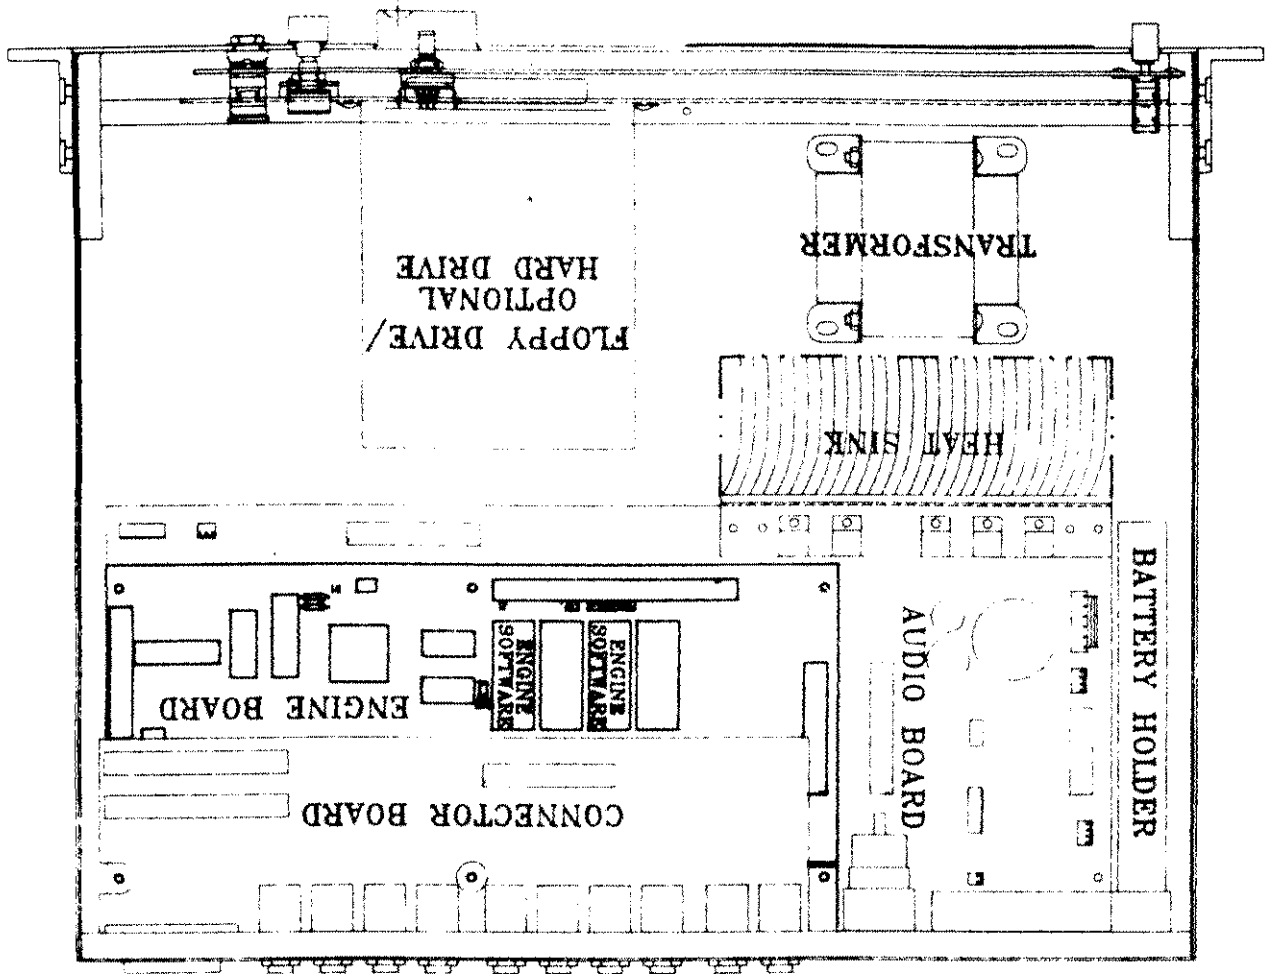 BATTERY HOLDER
AUDIO BOARD
CONNECTOR BOARD
ENGINE
SOFTWARE
ENGINE
SOFTWARE
ENGINE BOARD
HEAT SINK
FLOPPY DRIVE/
OPTIONAL
HARD DRIVE
TRANSFORMER